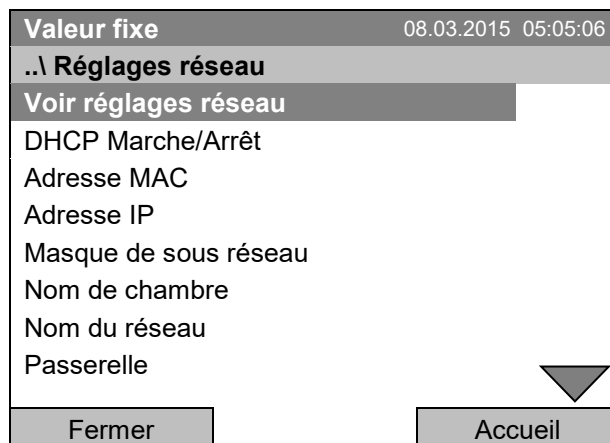 Valeur fixe 08.03.2015 05:05:06
..\ Réglages réseau
Voir réglages réseau
DHCP Marche/Arrêt
Adresse MAC
Adresse IP
Masque de sous réseau
Nom de chambre
Nom du réseau
Passerelle
Fermer Accueil